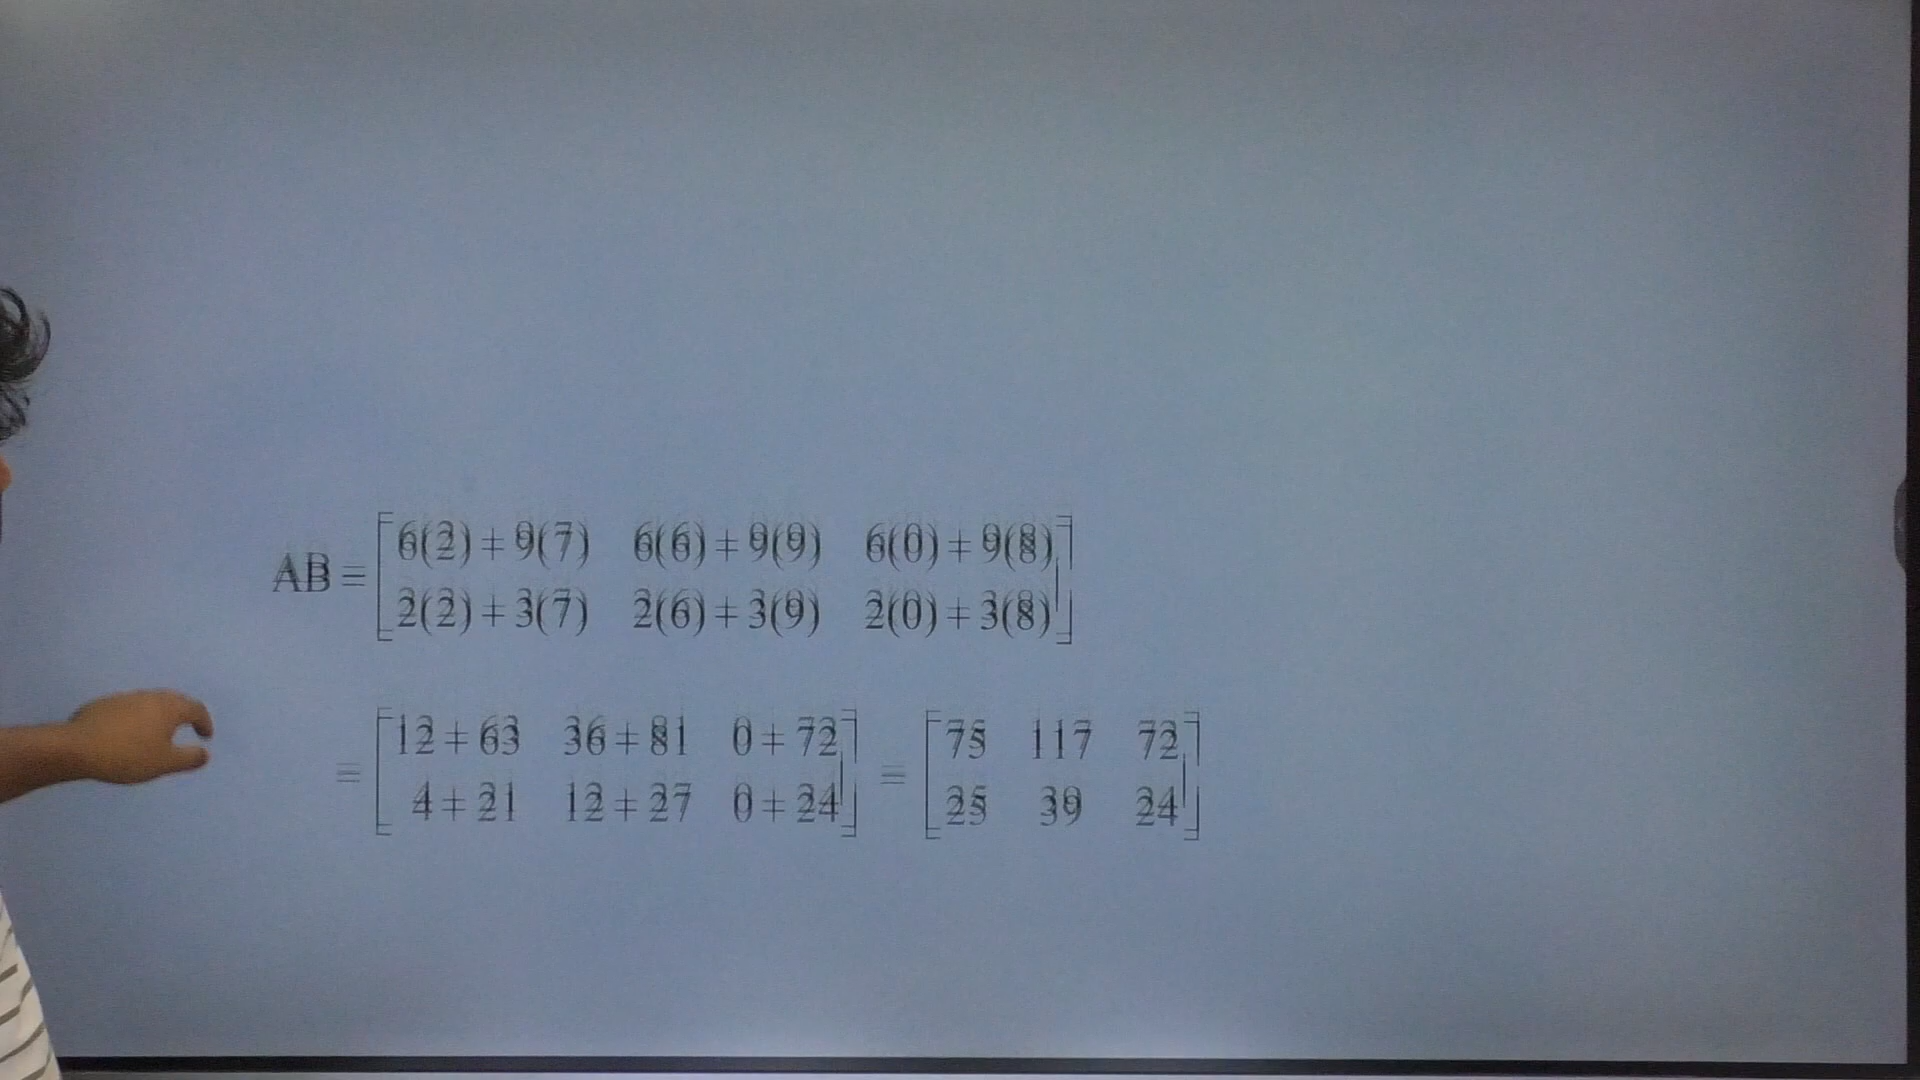 AB = [6(2) + 9(7) 6(6) + 9(9) 6(0) + 9(8)]
[2(2) + 3(7) 2(6) + 3(9) 2(0) + 3(8)]
= [12 + 63 36 + 81 0 + 72] = [75 117 72]
[4 + 21 12 + 27 0 + 24] [25 39 24]